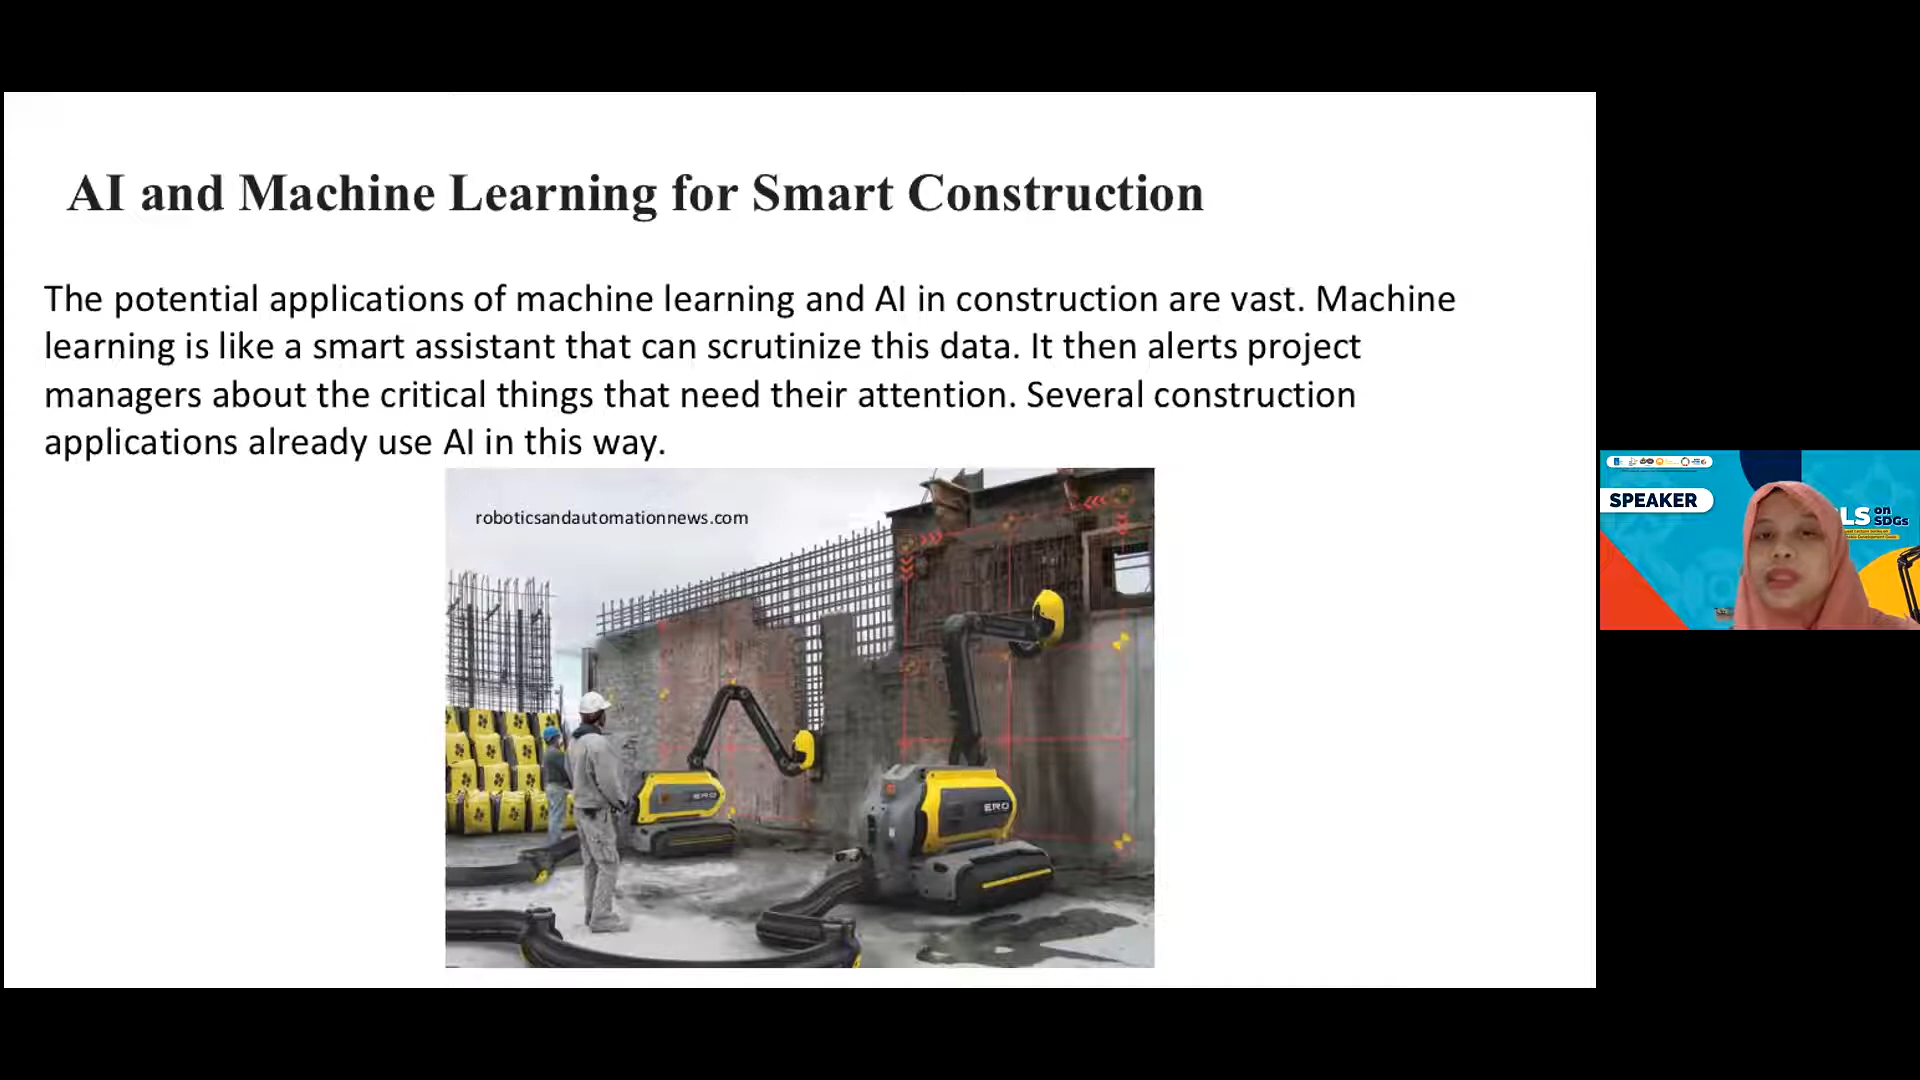 AI and Machine Learning for Smart Construction
The potential applications of machine learning and AI in construction are vast. Machine
learning is like a smart assistant that can scrutinize this data. It then alerts project
managers about the critical things that need their attention. Several construction
applications already use AI in this way.
roboticsandautomationnews.com
ERO
ERO
SPEAKER
LS on
SDGs